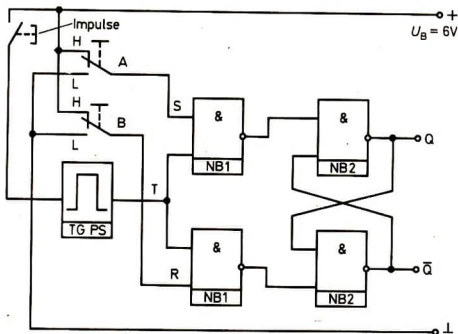 Impulse
+
U_B = 6V
H
A
L
H
B
L
S
&
NB1
&
NB2
Q
T
TG PS
R
&
NB1
&
NB2
Q̅
⊥